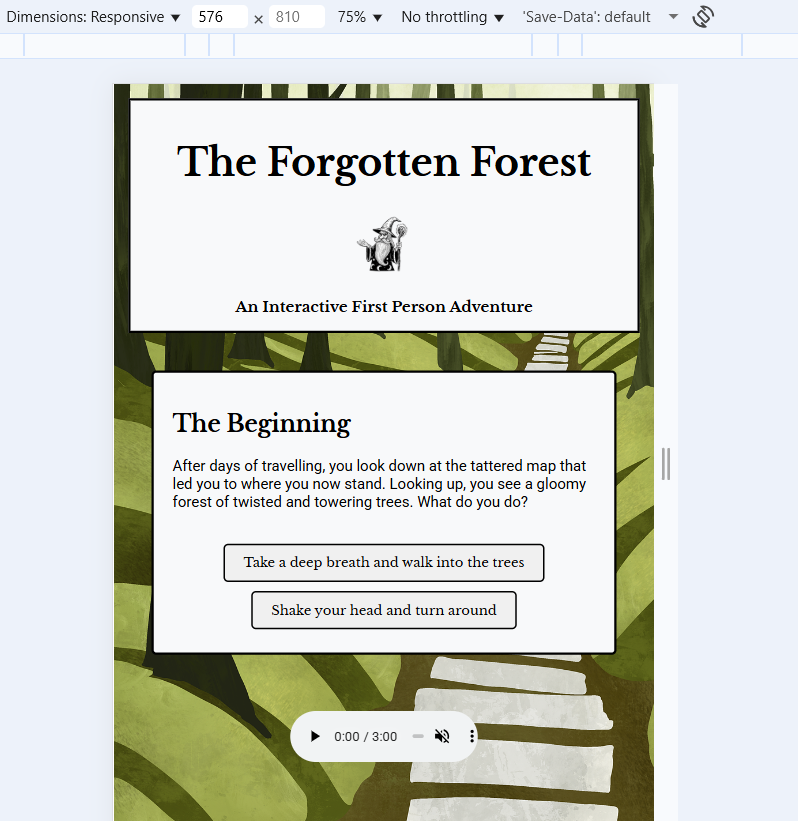 Dimensions: Responsive 576 × 810 75% No throttling 'Save-Data': default
The Forgotten Forest
An Interactive First Person Adventure
The Beginning
After days of travelling, you look down at the tattered map that
led you to where you now stand. Looking up, you see a gloomy
forest of twisted and towering trees. What do you do?
Take a deep breath and walk into the trees
Shake your head and turn around
0:00 / 3:00